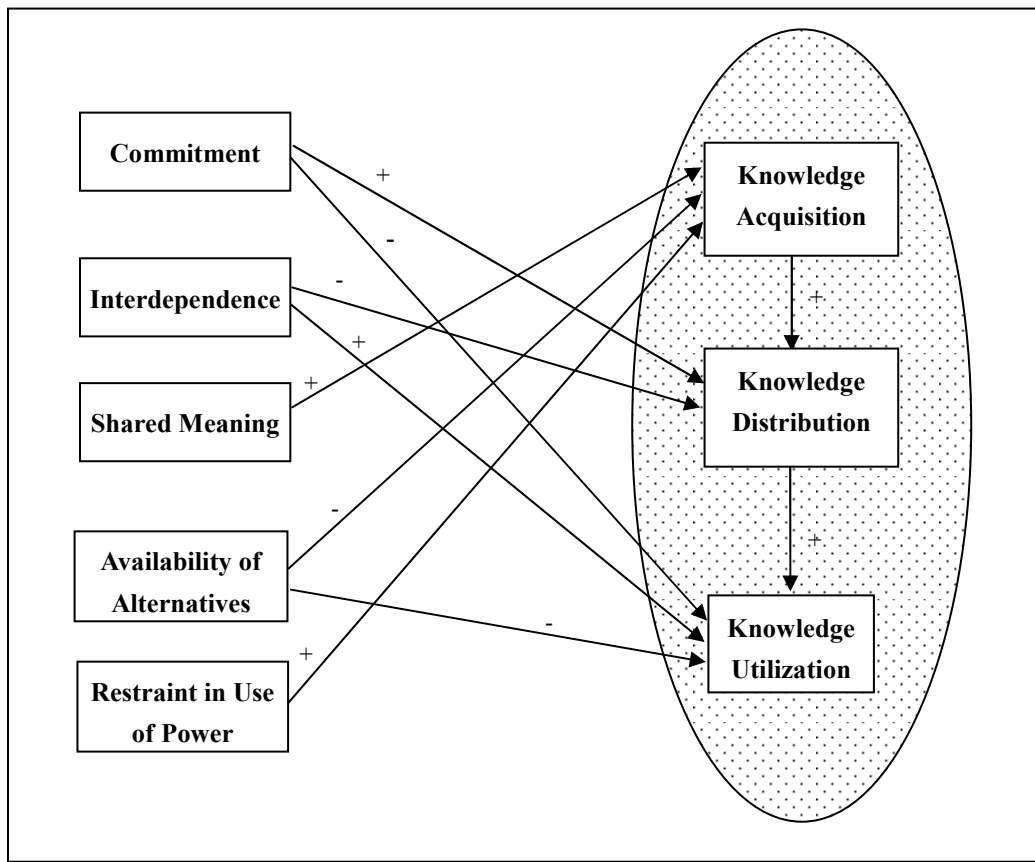 Commitment
Interdependence
Shared Meaning
Availability of
Alternatives
Restraint in Use
of Power
+
-
-
+
+
-
-
+
Knowledge
Acquisition
+
Knowledge
Distribution
+
Knowledge
Utilization